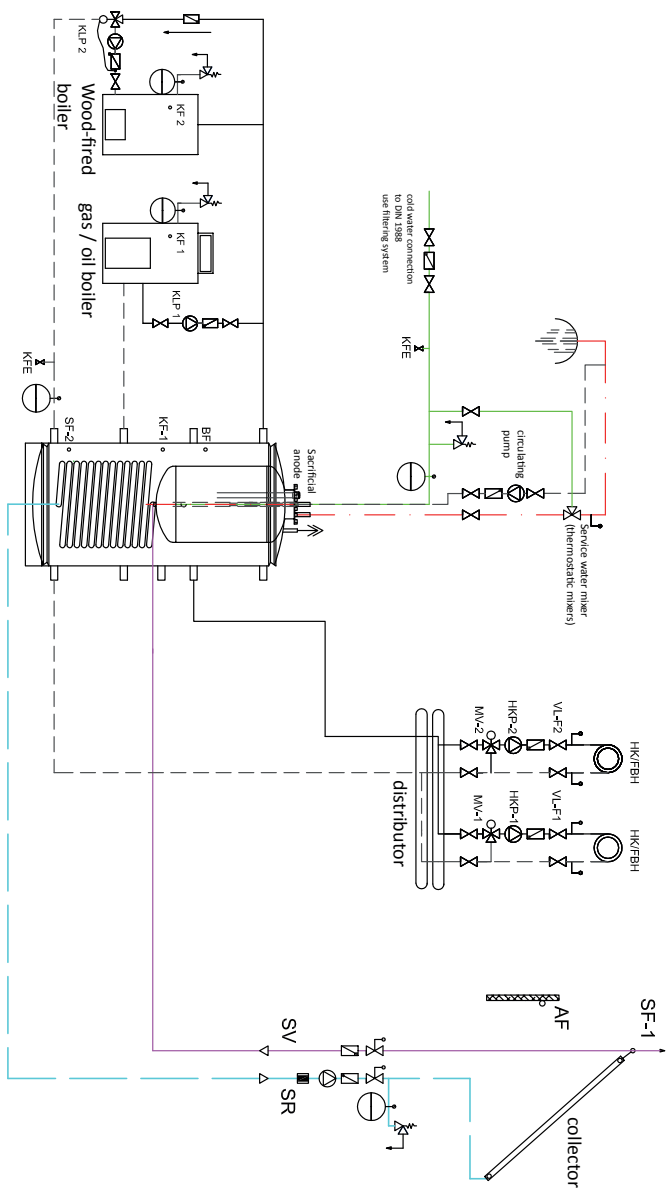 KLP 2
KF 2
Wood-fired
boiler
KF 1
gas / oil boiler
KLP 1
cold water connection
to DIN 1988
use filtering system
KFE
circulating
pump
Service water mixer
(thermostatic mixers)
KFE
SF-2
KF-1
BF
Sacrificial
anode
HK/FBH
VL-F2
HKP-2
MV-2
HK/FBH
VL-F1
HKP-1
MV-1
distributor
AF
SF-1
collector
SV
SR